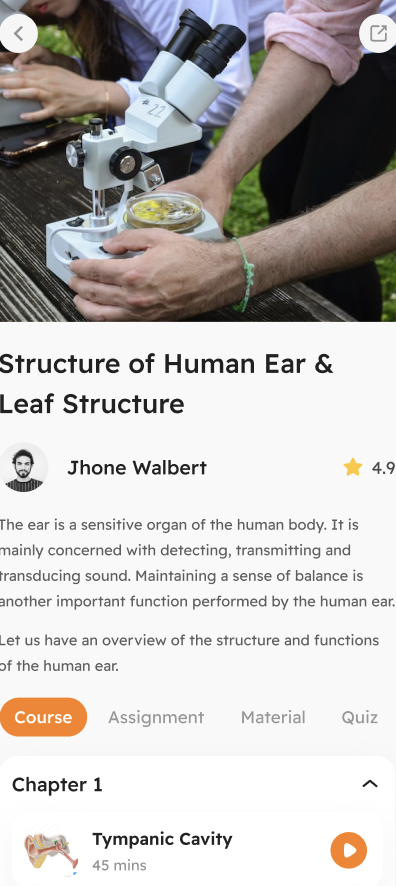 #22
Structure of Human Ear &
Leaf Structure
Jhone Walbert
4.9
The ear is a sensitive organ of the human body. It is
mainly concerned with detecting, transmitting and
transducing sound. Maintaining a sense of balance is
another important function performed by the human ear.
Let us have an overview of the structure and functions
of the human ear.
Course Assignment Material Quiz
Chapter 1
Tympanic Cavity
45 mins